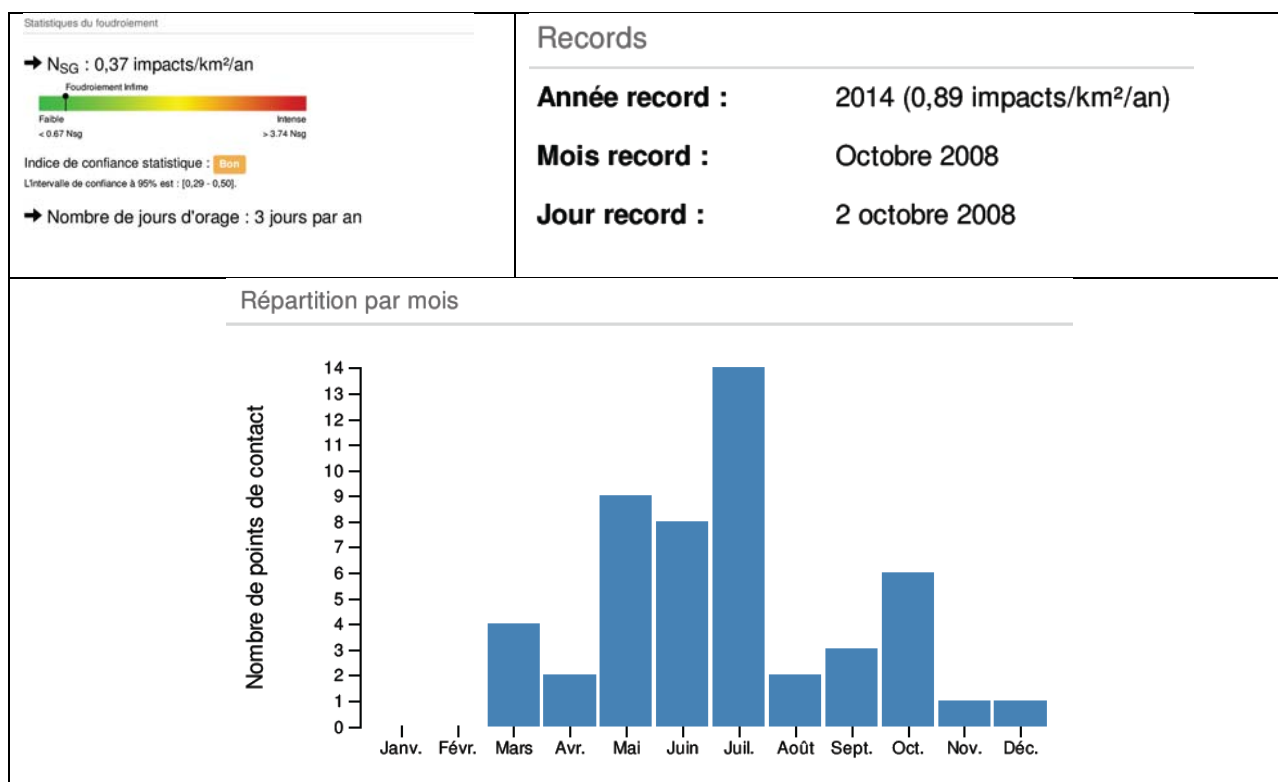 Statistiques du foudroiement
➔ NSG : 0,37 impacts/km²/an
Foudroiement Infime
Faible Intense
< 0.67 Nsg > 3.74 Nsg
Indice de confiance statistique : Bon
L'intervalle de confiance à 95% est : [0,29 - 0,50].
➔ Nombre de jours d'orage : 3 jours par an
Records
Année record : 2014 (0,89 impacts/km²/an)
Mois record : Octobre 2008
Jour record : 2 octobre 2008
Répartition par mois
Nombre de points de contact
14
13
12
11
10
9
8
7
6
5
4
3
2
1
0
Janv. Févr. Mars Avr. Mai Juin Juil. Août Sept. Oct. Nov. Déc.